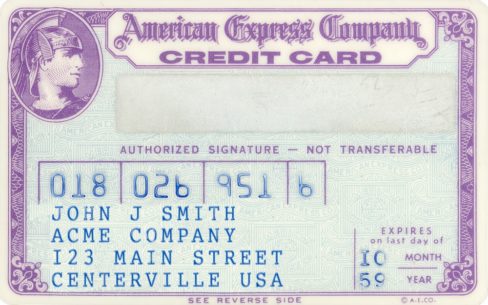 American Express Company
CREDIT CARD
AUTHORIZED SIGNATURE — NOT TRANSFERABLE
018 026 951 6
JOHN J SMITH
ACME COMPANY
123 MAIN STREET
CENTERVILLE USA
EXPIRES
on last day of
10 MONTH
59 YEAR
SEE REVERSE SIDE
© A.E.CO.